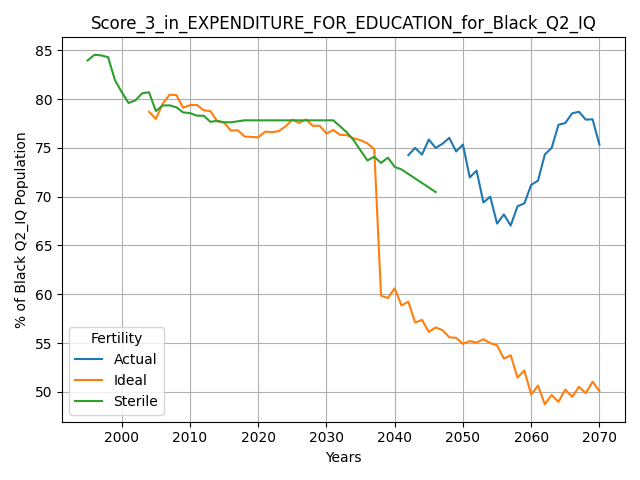 Score_3_in_EXPENDITURE_FOR_EDUCATION_for_Black_Q2_IQ
% of Black Q2_IQ Population
85
80
75
70
65
60
55
50
Fertility
Actual
Ideal
Sterile
2000 2010 2020 2030 2040 2050 2060 2070
Years